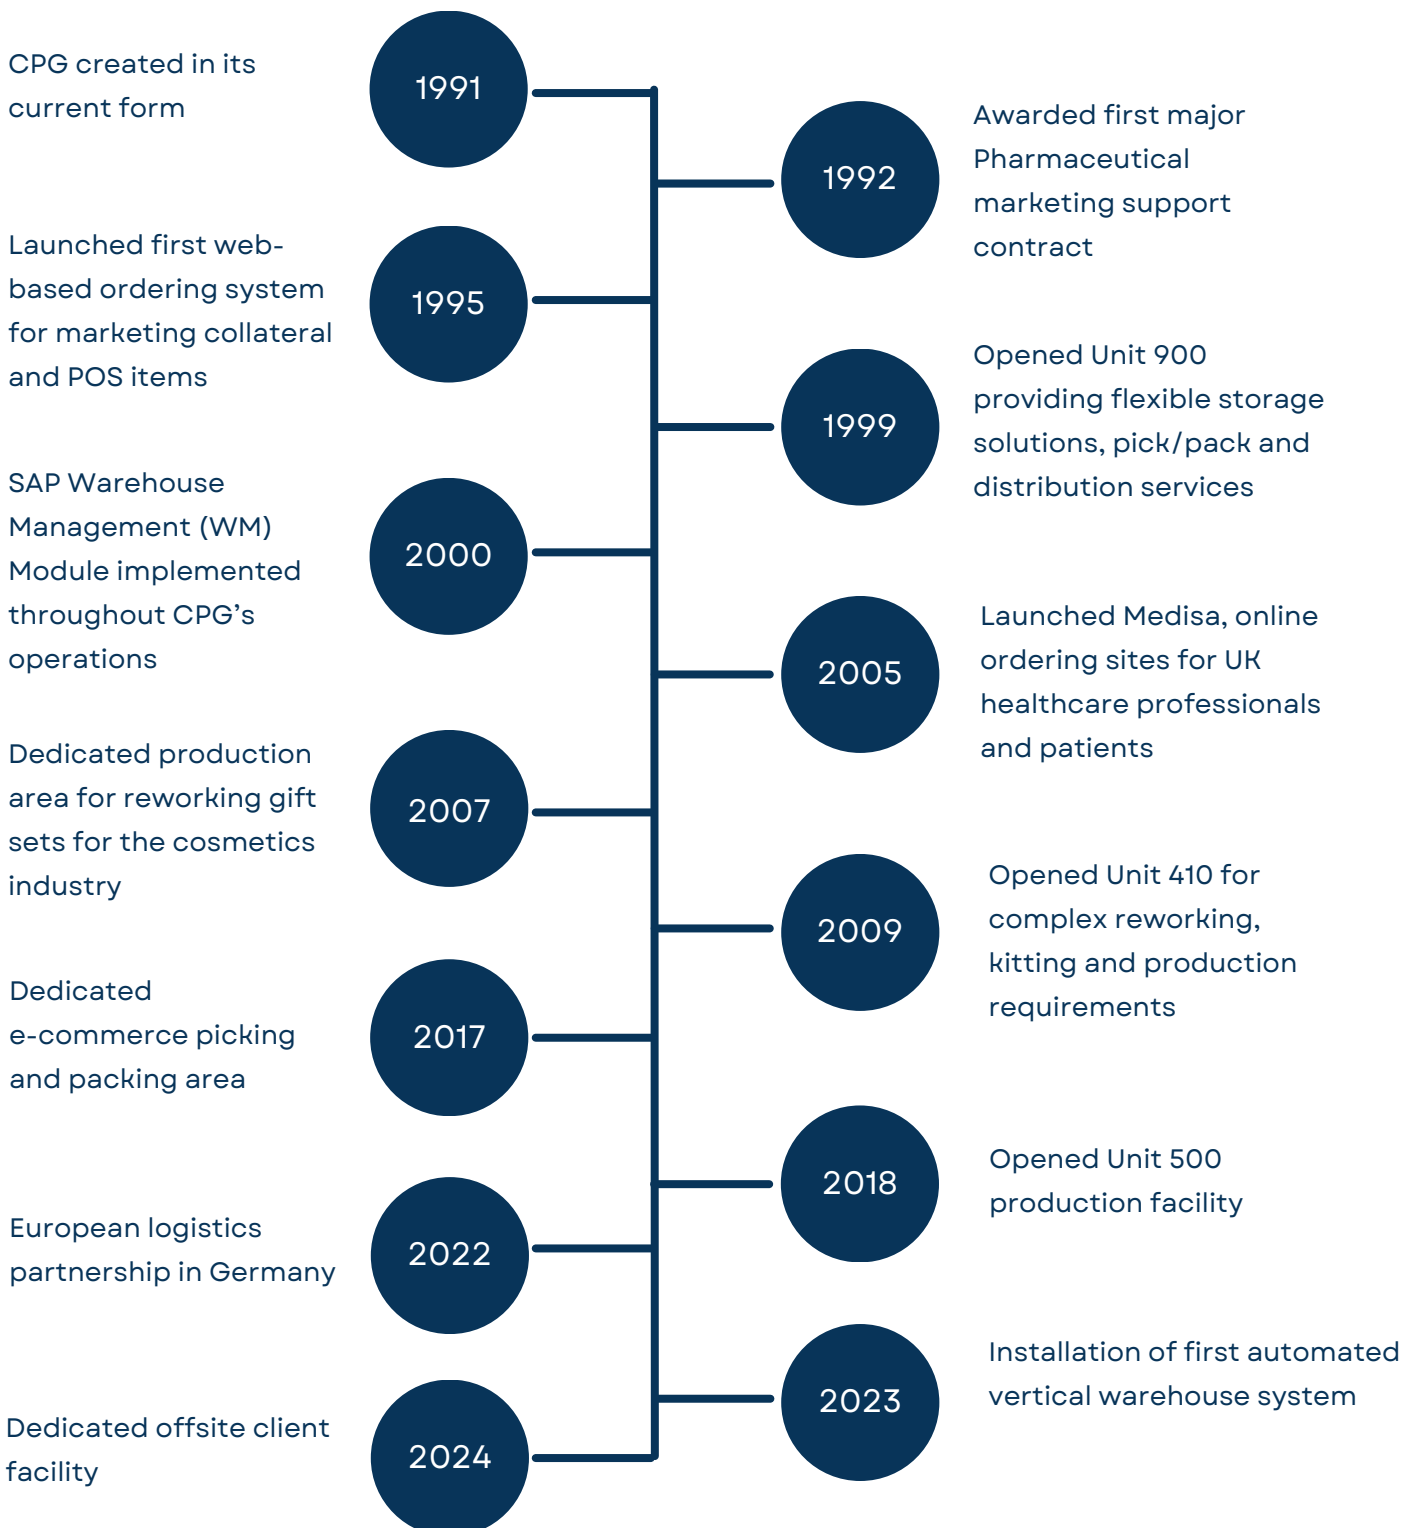 1991
CPG created in its
current form
1992
Awarded first major
Pharmaceutical
marketing support
contract
1995
Launched first web-
based ordering system
for marketing collateral
and POS items
1999
Opened Unit 900
providing flexible storage
solutions, pick/pack and
distribution services
2000
SAP Warehouse
Management (WM)
Module implemented
throughout CPG’s
operations
2005
Launched Medisa, online
ordering sites for UK
healthcare professionals
and patients
2007
Dedicated production
area for reworking gift
sets for the cosmetics
industry
2009
Opened Unit 410 for
complex reworking,
kitting and production
requirements
2017
Dedicated
e-commerce picking
and packing area
2018
Opened Unit 500
production facility
2022
European logistics
partnership in Germany
2023
Installation of first automated
vertical warehouse system
2024
Dedicated offsite client
facility